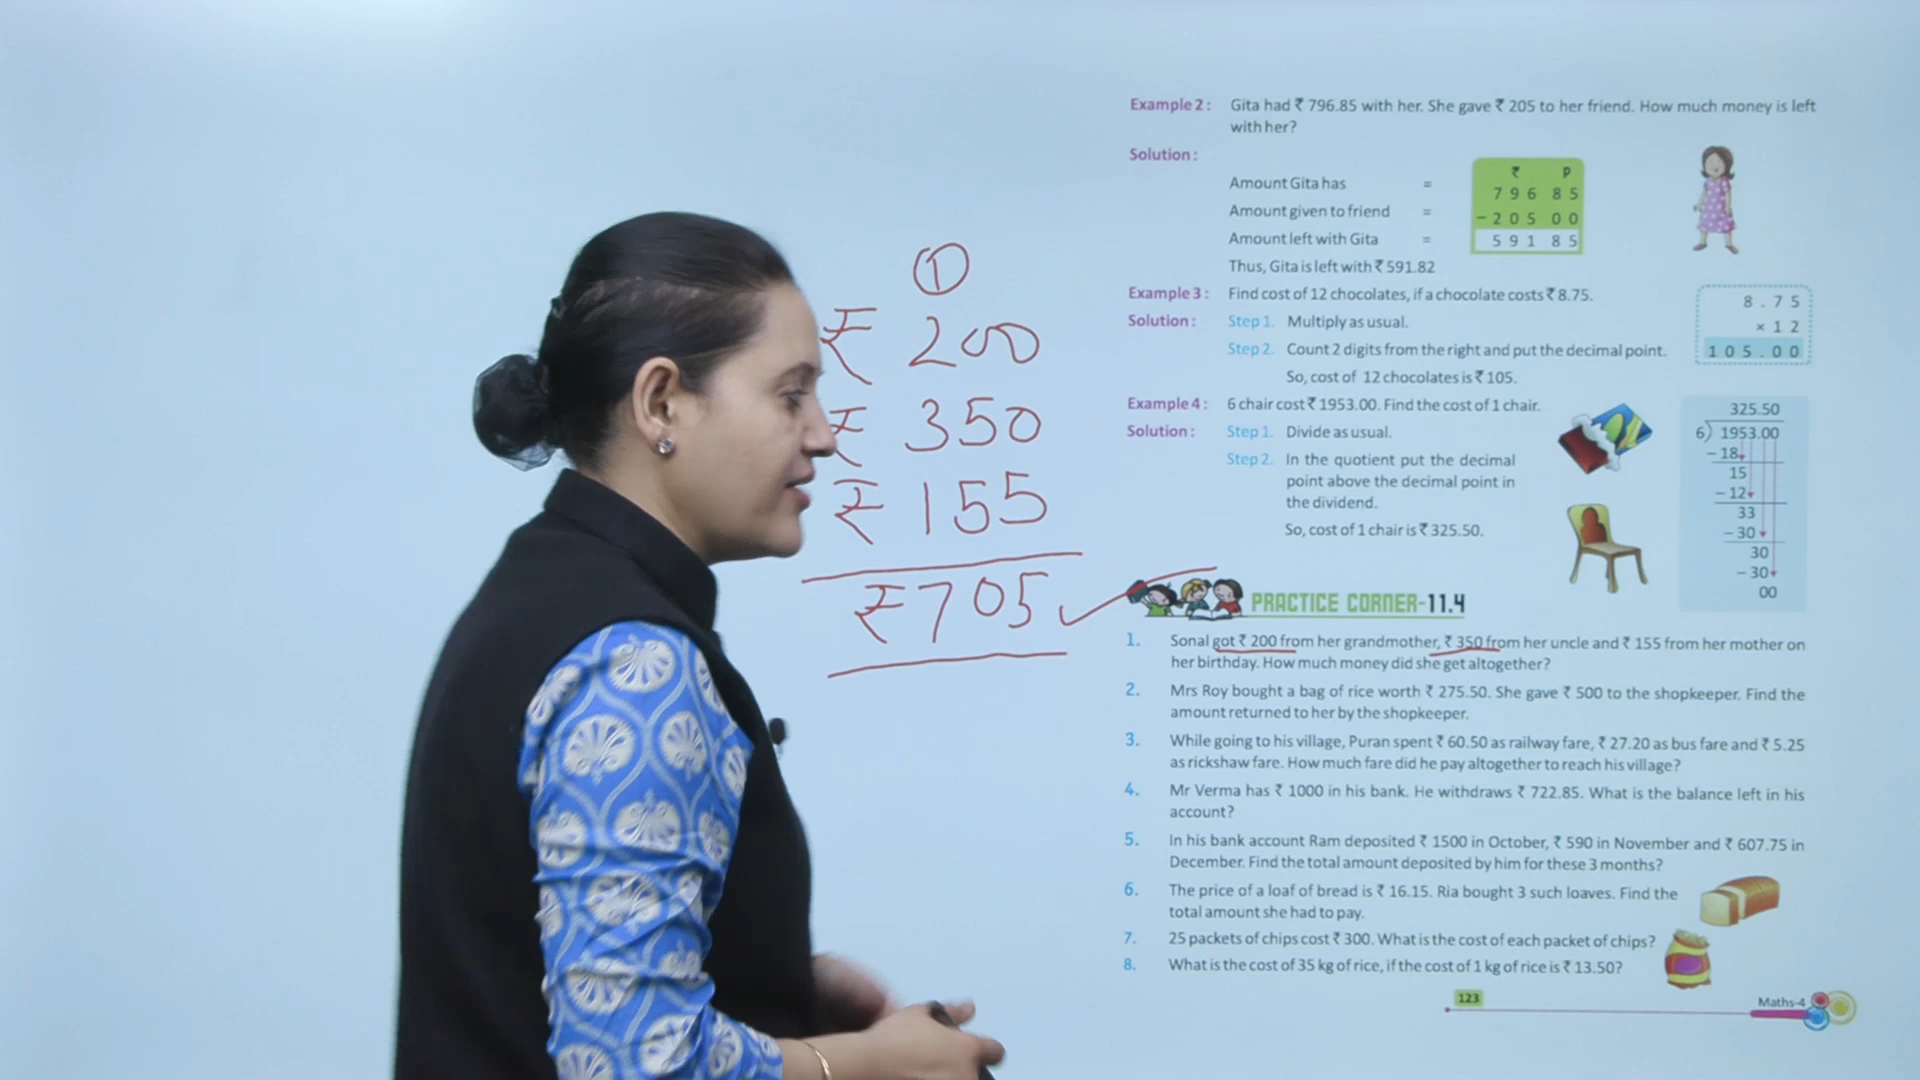 ①
₹ 200
₹ 350
₹ 155
₹ 705
Example 2: Gita had ₹ 796.85 with her. She gave ₹ 205 to her friend. How much money is left
with her?
Solution:
₹ P
Amount Gita has = 796 85
Amount given to friend = -205 00
Amount left with Gita = 591 85
Thus, Gita is left with ₹ 591.82
Example 3: Find cost of 12 chocolates, if a chocolate costs ₹ 8.75.
Solution: Step 1. Multiply as usual.
Step 2. Count 2 digits from the right and put the decimal point.
So, cost of 12 chocolates is ₹ 105.
8.75
×12
105.00
Example 4: 6 chair cost ₹ 1953.00. Find the cost of 1 chair.
Solution: Step 1. Divide as usual.
Step 2. In the quotient put the decimal
point above the decimal point in
the dividend.
So, cost of 1 chair is ₹ 325.50.
325.50
6) 1953.00
-18
15
-12
33
-30
30
-30
00
PRACTICE CORNER-11.4
1. Sonal got ₹ 200 from her grandmother, ₹ 350 from her uncle and ₹ 155 from her mother on
her birthday. How much money did she get altogether?
2. Mrs Roy bought a bag of rice worth ₹ 275.50. She gave ₹ 500 to the shopkeeper. Find the
amount returned to her by the shopkeeper.
3. While going to his village, Puran spent ₹ 60.50 as railway fare, ₹ 27.20 as bus fare and ₹ 5.25
as rickshaw fare. How much fare did he pay altogether to reach his village?
4. Mr Verma has ₹ 1000 in his bank. He withdraws ₹ 722.85. What is the balance left in his
account?
5. In his bank account Ram deposited ₹ 1500 in October, ₹ 590 in November and ₹ 607.75 in
December. Find the total amount deposited by him for these 3 months?
6. The price of a loaf of bread is ₹ 16.15. Ria bought 3 such loaves. Find the
total amount she had to pay.
7. 25 packets of chips cost ₹ 300. What is the cost of each packet of chips?
8. What is the cost of 35 kg of rice, if the cost of 1 kg of rice is ₹ 13.50?
123
Maths-4